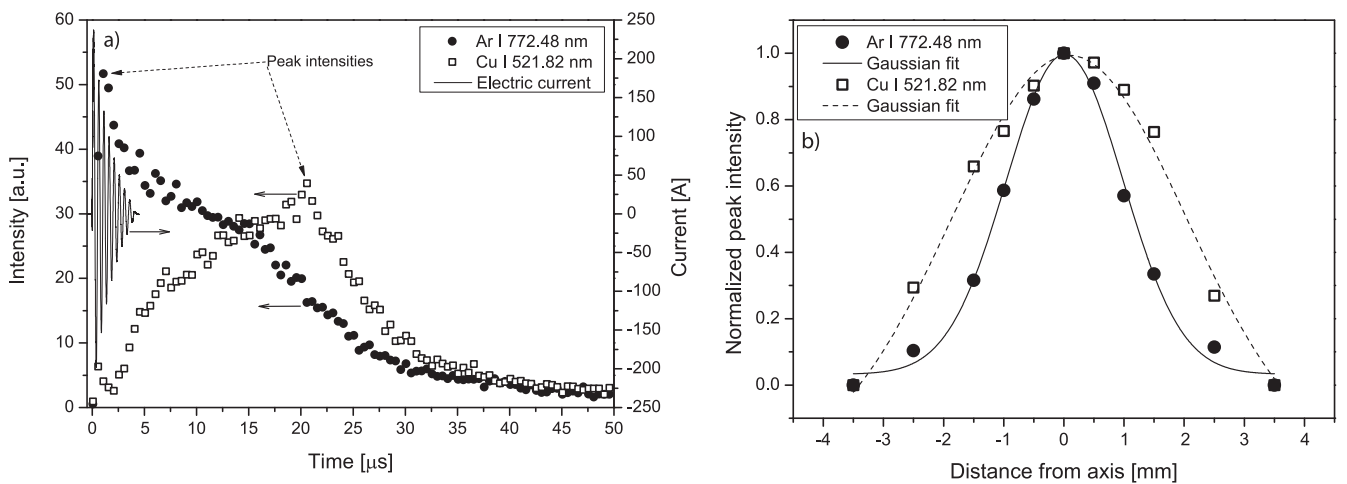 a)
Ar I 772.48 nm
Cu I 521.82 nm
Electric current
Peak intensities
Intensity [a.u.]
60
50
40
30
20
10
0
250
200
150
100
50
0
-50
-100
-150
-200
-250
Current [A]
0 5 10 15 20 25 30 35 40 45 50
Time [μs]
b)
Ar I 772.48 nm
Gaussian fit
Cu I 521.82 nm
Gaussian fit
Normalized peak intensity
1.0
0.8
0.6
0.4
0.2
0.0
-4 -3 -2 -1 0 1 2 3 4
Distance from axis [mm]